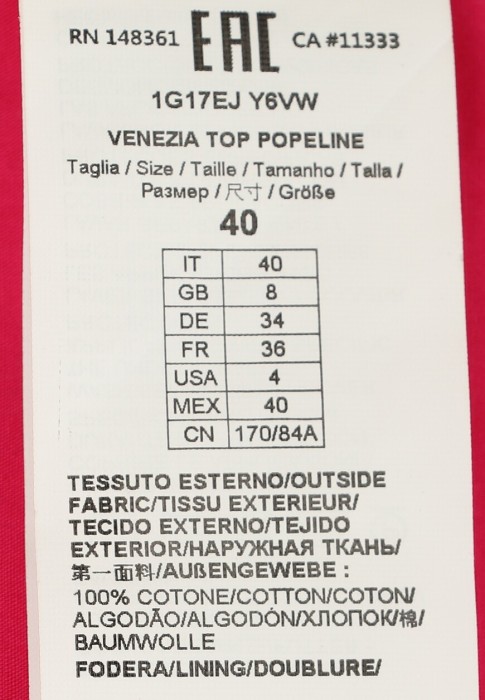 RN 148361 EAC CA #11333
1G17EJ Y6VW
VENEZIA TOP POPELINE
Taglia / Size / Taille / Tamanho / Talla /
Размер / 尺寸 / Größe
40
IT 40
GB 8
DE 34
FR 36
USA 4
MEX 40
CN 170/84A
TESSUTO ESTERNO/OUTSIDE
FABRIC/TISSU EXTERIEUR/
TECIDO EXTERNO/TEJIDO
EXTERIOR/НАРУЖНАЯ ТКАНЬ/
第一面料/AUßENGEWEBE :
100% COTONE/COTTON/COTON/
ALGODÃO/ALGODÓN/ХЛОПОК/棉/
BAUMWOLLE
FODERA/LINING/DOUBLURE/